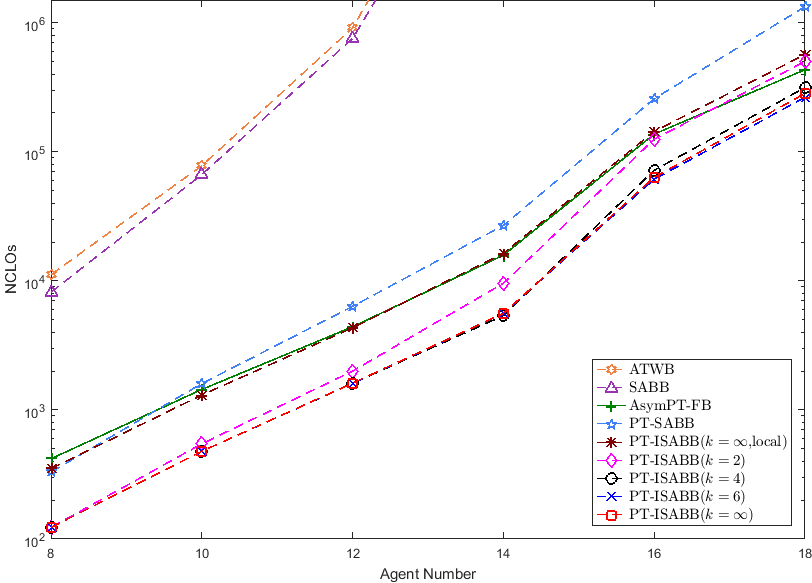 10^6
10^5
10^4
10^3
10^2
NCLOs
8
10
12
14
16
18
Agent Number
ATWB
SABB
AsymPT-FB
PT-SABB
PT-ISABB(k = ∞,local)
PT-ISABB(k = 2)
PT-ISABB(k = 4)
PT-ISABB(k = 6)
PT-ISABB(k = ∞)